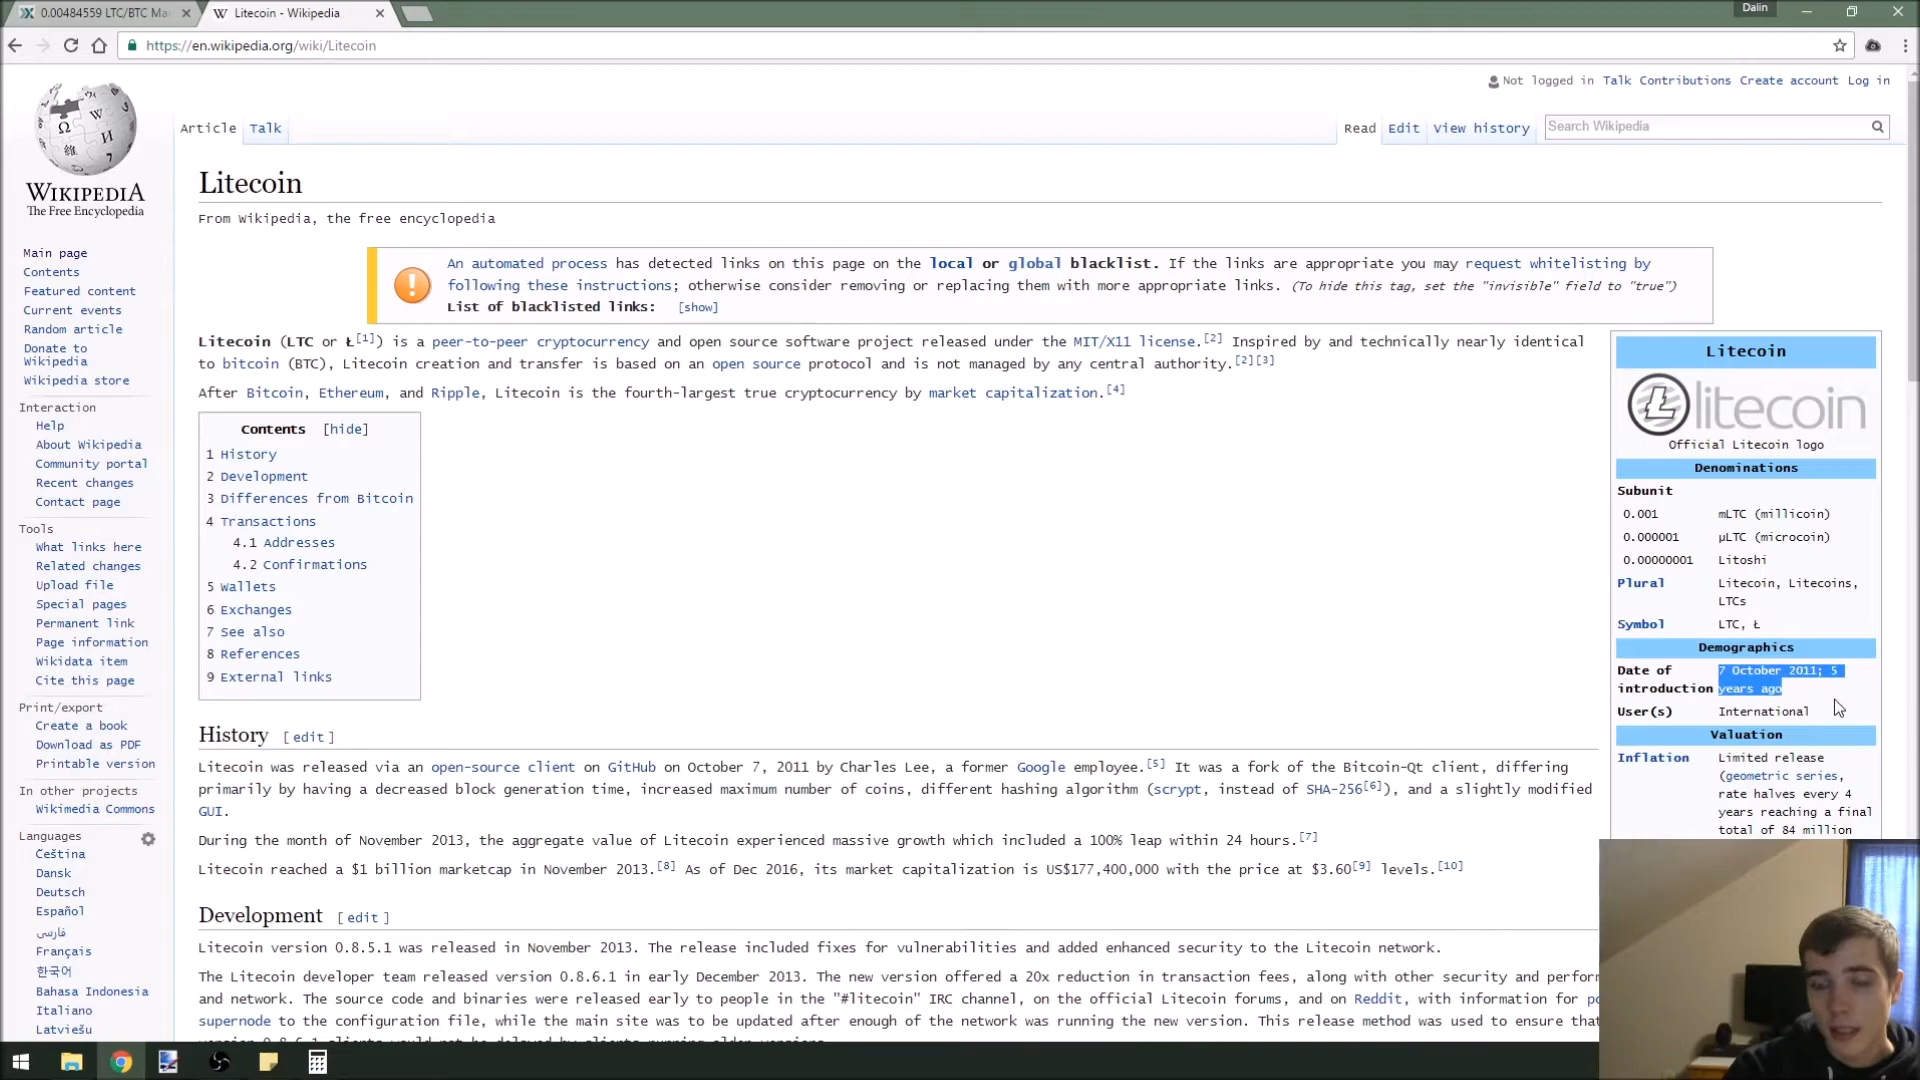 0.00484559 LTC/BTC Ma
Litecoin - Wikipedia
Dalin
https://en.wikipedia.org/wiki/Litecoin
Not logged in Talk Contributions Create account Log in
Article Talk
Read Edit View history
Search Wikipedia
WIKIPEDIA
The Free Encyclopedia
Main page
Contents
Featured content
Current events
Random article
Donate to
Wikipedia
Wikipedia store
Interaction
Help
About Wikipedia
Community portal
Recent changes
Contact page
Tools
What links here
Related changes
Upload file
Special pages
Permanent link
Page information
Wikidata item
Cite this page
Print/export
Create a book
Download as PDF
Printable version
In other projects
Wikimedia Commons
Languages
Čeština
Dansk
Deutsch
Español
فارسی
Français
한국어
Bahasa Indonesia
Italiano
Latviešu
Litecoin
From Wikipedia, the free encyclopedia
An automated process has detected links on this page on the local or global blacklist. If the links are appropriate you may request whitelisting by
following these instructions; otherwise consider removing or replacing them with more appropriate links. (To hide this tag, set the "invisible" field to "true")
List of blacklisted links: [show]
Litecoin (LTC or Ł[1]) is a peer-to-peer cryptocurrency and open source software project released under the MIT/X11 license.[2] Inspired by and technically nearly identical
to bitcoin (BTC), Litecoin creation and transfer is based on an open source protocol and is not managed by any central authority.[2][3]
After Bitcoin, Ethereum, and Ripple, Litecoin is the fourth-largest true cryptocurrency by market capitalization.[4]
Contents [hide]
1 History
2 Development
3 Differences from Bitcoin
4 Transactions
4.1 Addresses
4.2 Confirmations
5 Wallets
6 Exchanges
7 See also
8 References
9 External links
History [edit]
Litecoin was released via an open-source client on GitHub on October 7, 2011 by Charles Lee, a former Google employee.[5] It was a fork of the Bitcoin-Qt client, differing
primarily by having a decreased block generation time, increased maximum number of coins, different hashing algorithm (scrypt, instead of SHA-256[6]), and a slightly modified
GUI.
During the month of November 2013, the aggregate value of Litecoin experienced massive growth which included a 100% leap within 24 hours.[7]
Litecoin reached a $1 billion marketcap in November 2013.[8] As of Dec 2016, its market capitalization is US$177,400,000 with the price at $3.60[9] levels.[10]
Development [edit]
Litecoin version 0.8.5.1 was released in November 2013. The release included fixes for vulnerabilities and added enhanced security to the Litecoin network.
The Litecoin developer team released version 0.8.6.1 in early December 2013. The new version offered a 20x reduction in transaction fees, along with other security and perfor
and network. The source code and binaries were released early to people in the "#litecoin" IRC channel, on the official Litecoin forums, and on Reddit, with information for po
supernode to the configuration file, while the main site was to be updated after enough of the network was running the new version. This release method was used to ensure that
version 0.8.6.1 clients would not be delayed by clients running older versions.
Litecoin
litecoin
Official Litecoin logo
Denominations
Subunit
0.001 mLTC (millicoin)
0.000001 μLTC (microcoin)
0.00000001 Litoshi
Plural Litecoin, Litecoins,
LTCs
Symbol LTC, Ł
Demographics
Date of 7 October 2011; 5
introduction years ago
User(s) International
Valuation
Inflation Limited release
(geometric series,
rate halves every 4
years reaching a final
total of 84 million